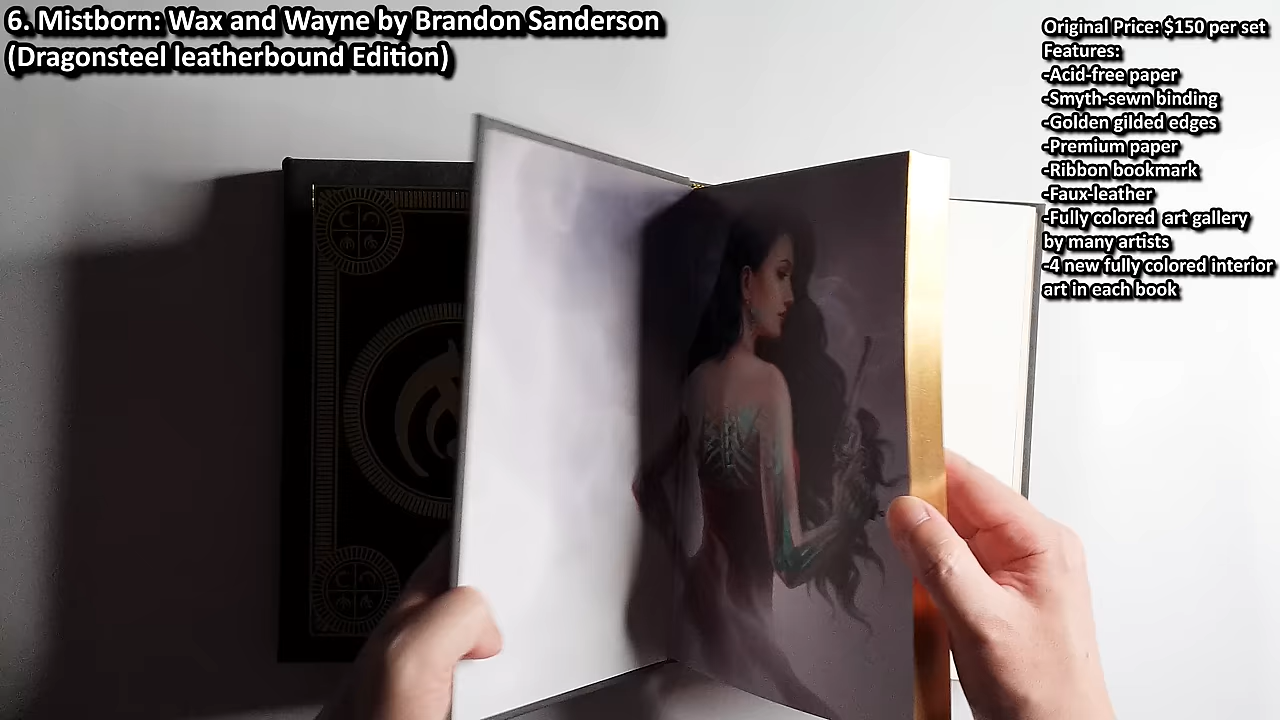 6. Mistborn: Wax and Wayne by Brandon Sanderson
(Dragonsteel leatherbound Edition)
Original Price: $150 per set
Features:
-Acid-free paper
-Smyth-sewn binding
-Golden gilded edges
-Premium paper
-Ribbon bookmark
-Faux-leather
-Fully colored  art gallery
by many artists
-4 new fully colored interior
art in each book